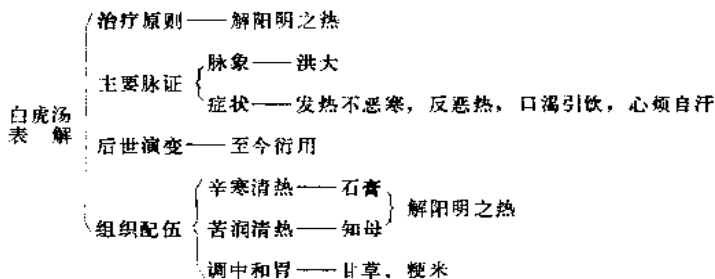 治疗原则——解阳明之热
脉象——洪大
主要脉证
症状——发热不恶寒，反恶热，口渴引饮，心烦自汗
白虎汤
表解
后世演变——至今衍用
辛寒清热——石膏
解阳明之热
组织配伍
苦润清热——知母
调中和胃——甘草、粳米